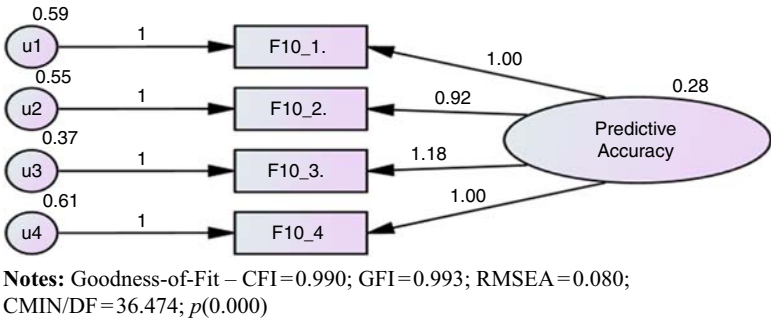 0.59
u1 1 F10_1. 1.00
0.55
u2 1 F10_2. 0.92 0.28
0.37
u3 1 F10_3. 1.18
Predictive
Accuracy
0.61
u4 1 F10_4 1.00
Notes: Goodness-of-Fit – CFI=0.990; GFI=0.993; RMSEA=0.080;
CMIN/DF=36.474; p(0.000)